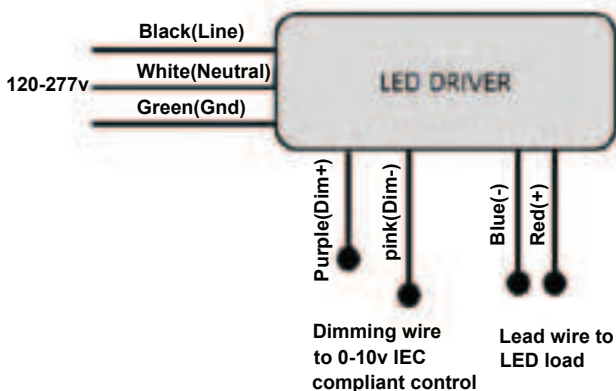 Black(Line)
120-277v
White(Neutral)
Green(Gnd)
LED DRIVER
Purple(Dim+)
pink(Dim-)
Blue(-)
Red(+)
Dimming wire
to 0-10v IEC
compliant control
Lead wire to
LED load